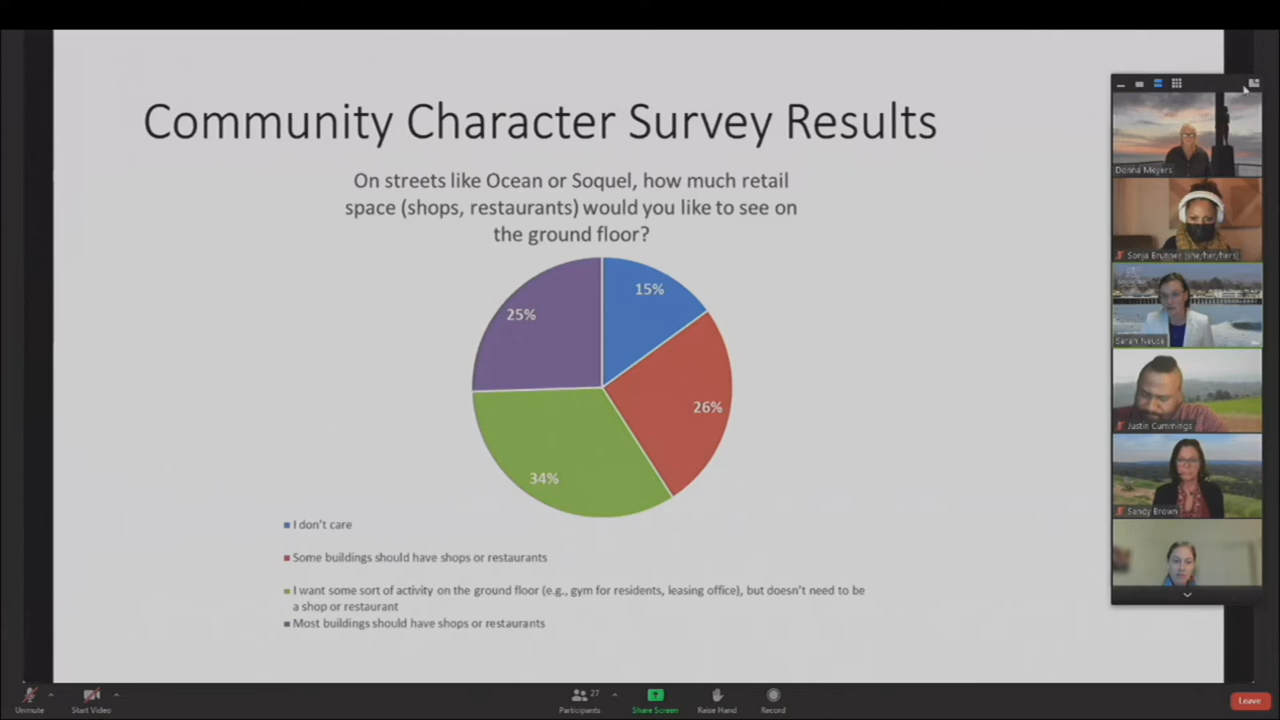 Community Character Survey Results
On streets like Ocean or Soquel, how much retail
space (shops, restaurants) would you like to see on
the ground floor?
15%
25%
26%
34%
I don't care
Some buildings should have shops or restaurants
I want some sort of activity on the ground floor (e.g., gym for residents, leasing office), but doesn't need to be
a shop or restaurant
Most buildings should have shops or restaurants
Donna Meyers
Sonja Brunner (she/her/hers)
Sarah Neuse
Justin Cummings
Sandy Brown
Unmute
Start Video
27
Participants
Share Screen
Raise Hand
Record
Leave